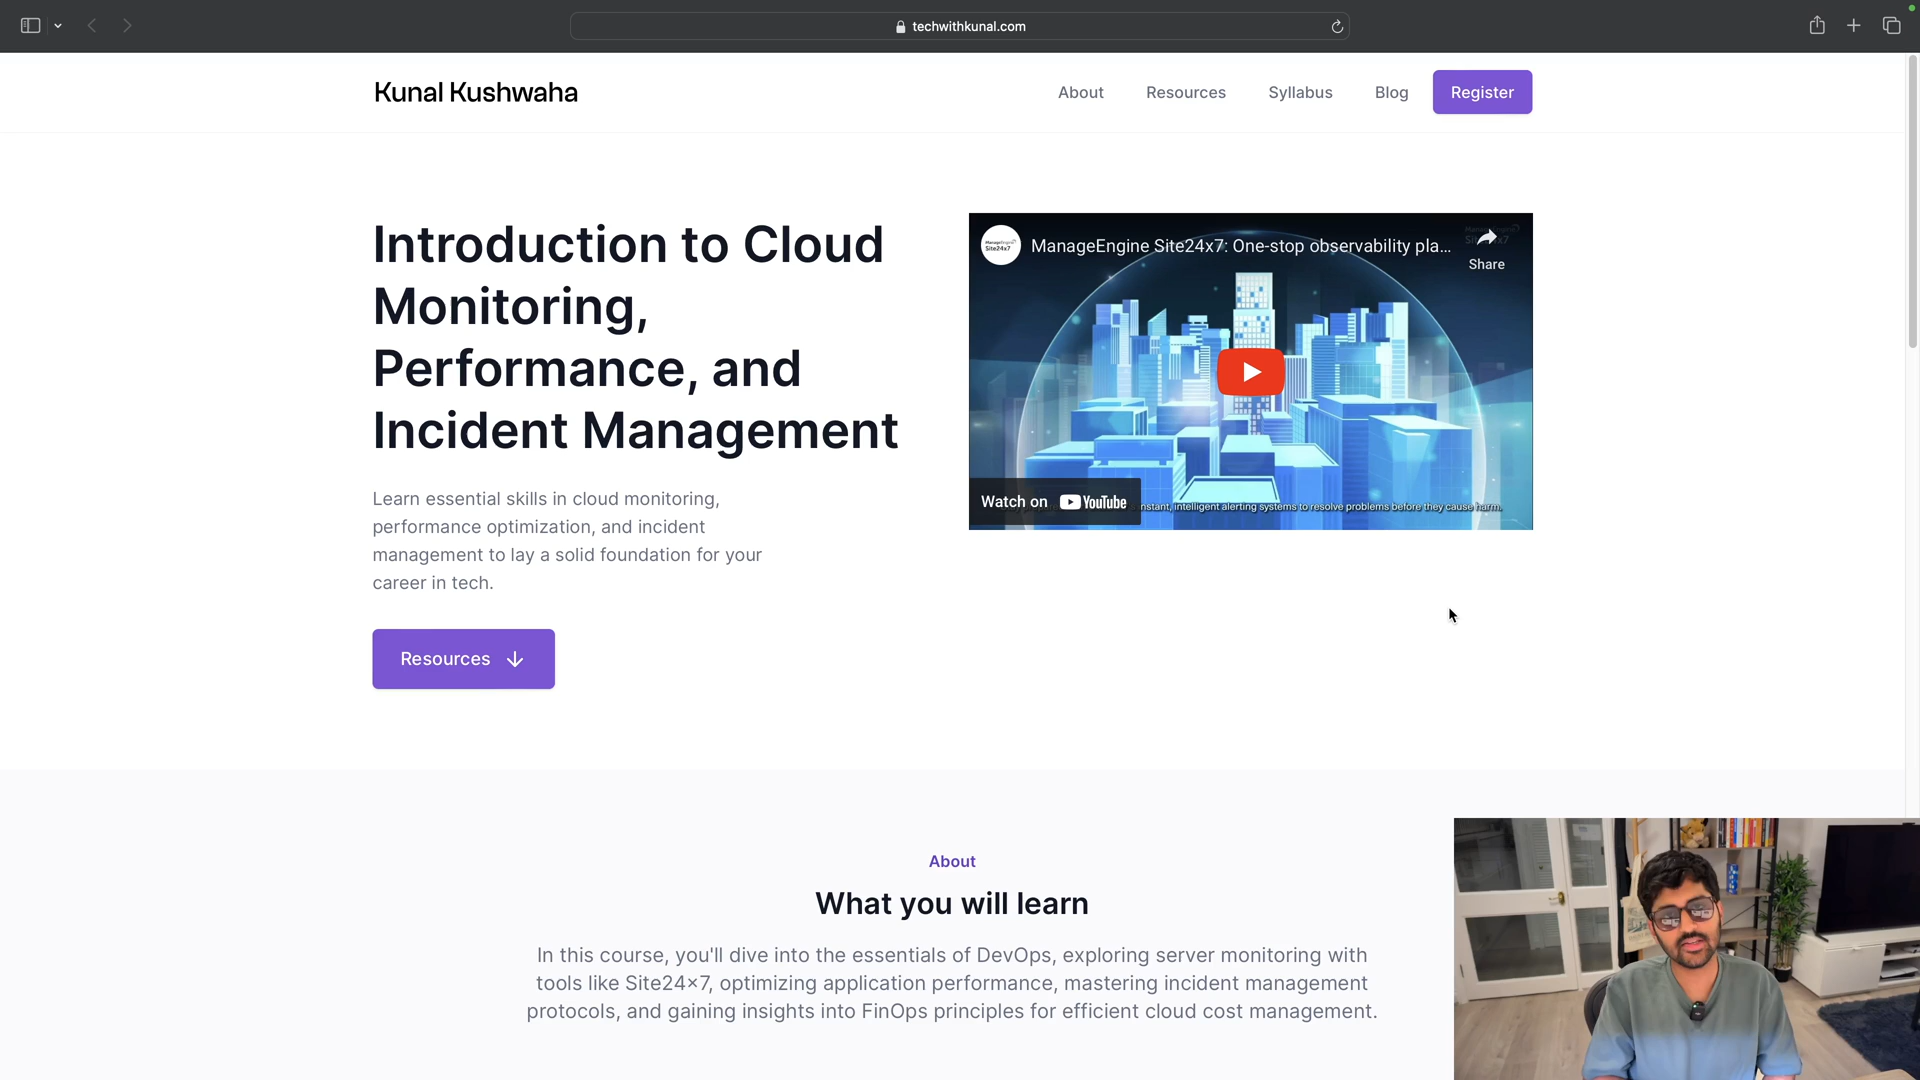 techwithkunal.com
Kunal Kushwaha
About
Resources
Syllabus
Blog
Register
Introduction to Cloud
Monitoring,
Performance, and
Incident Management
Learn essential skills in cloud monitoring,
performance optimization, and incident
management to lay a solid foundation for your
career in tech.
Resources
ManageEngine
Site24x7
ManageEngine Site24x7: One-stop observability pla...
Share
Watch on YouTube
instant, intelligent alerting systems to resolve problems before they cause harm.
About
What you will learn
In this course, you'll dive into the essentials of DevOps, exploring server monitoring with
tools like Site24×7, optimizing application performance, mastering incident management
protocols, and gaining insights into FinOps principles for efficient cloud cost management.